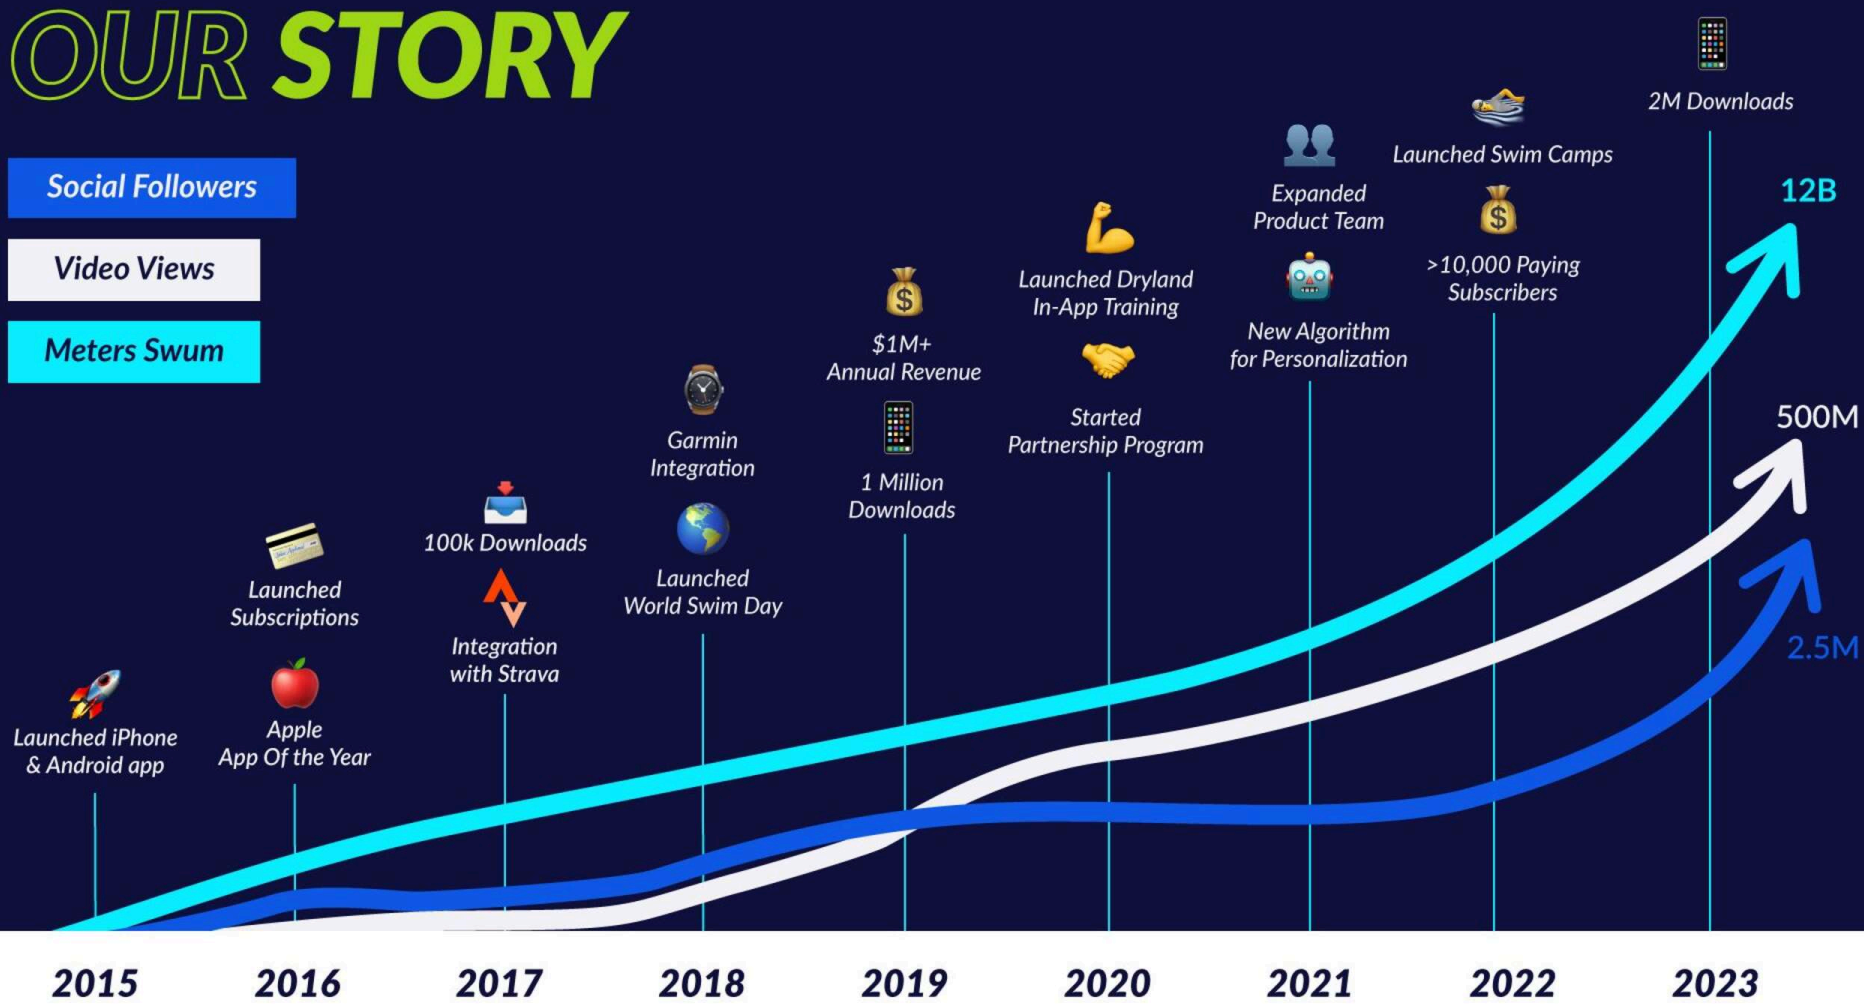 OUR STORY
Social Followers
Video Views
Meters Swum
Launched iPhone
& Android app
Launched
Subscriptions
Apple
App Of the Year
100k Downloads
Integration
with Strava
Garmin
Integration
Launched
World Swim Day
$1M+
Annual Revenue
1 Million
Downloads
Launched Dryland
In-App Training
Started
Partnership Program
Expanded
Product Team
New Algorithm
for Personalization
Launched Swim Camps
>10,000 Paying
Subscribers
2M Downloads
12B
500M
2.5M
2015 2016 2017 2018 2019 2020 2021 2022 2023